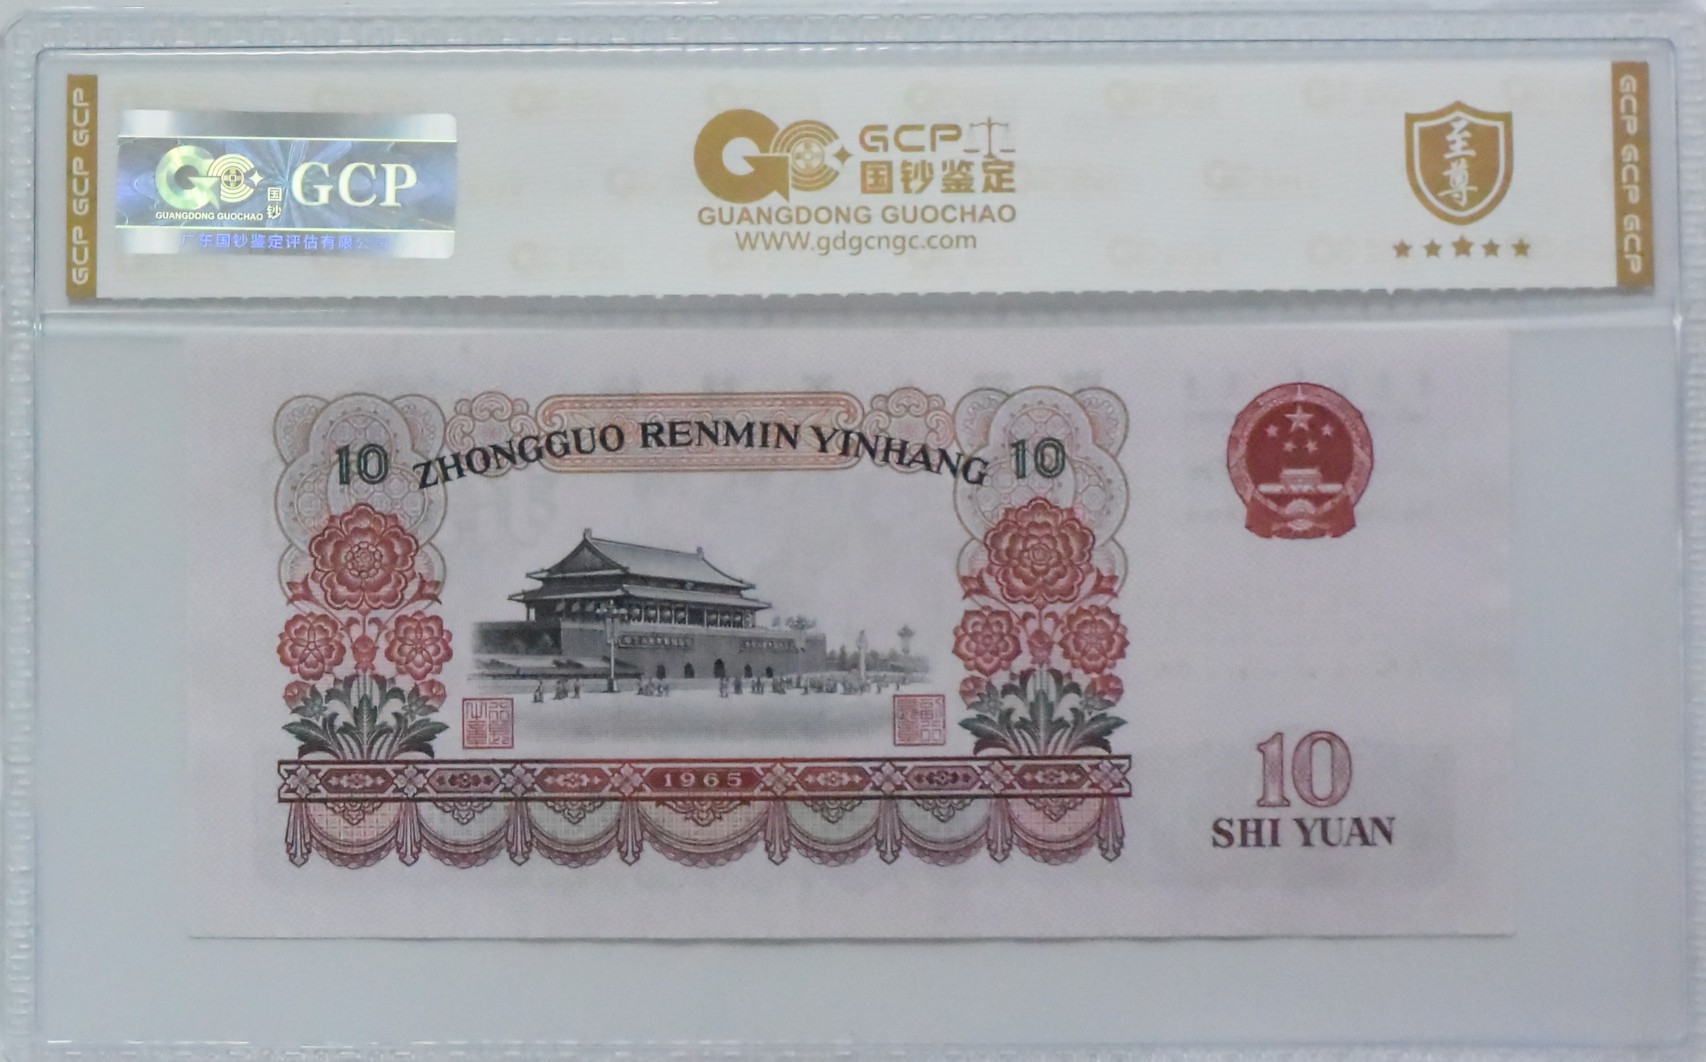 GCP GCP GCP
GCP
国钞
GUANGDONG GUOCHAO
广东国钞鉴定评估有限公司
GCP
国钞鉴定
GUANGDONG GUOCHAO
WWW.gdgcngc.com
至尊
GCP GCP GCP
10 ZHONGGUO RENMIN YINHANG 10
1965
10
SHI YUAN